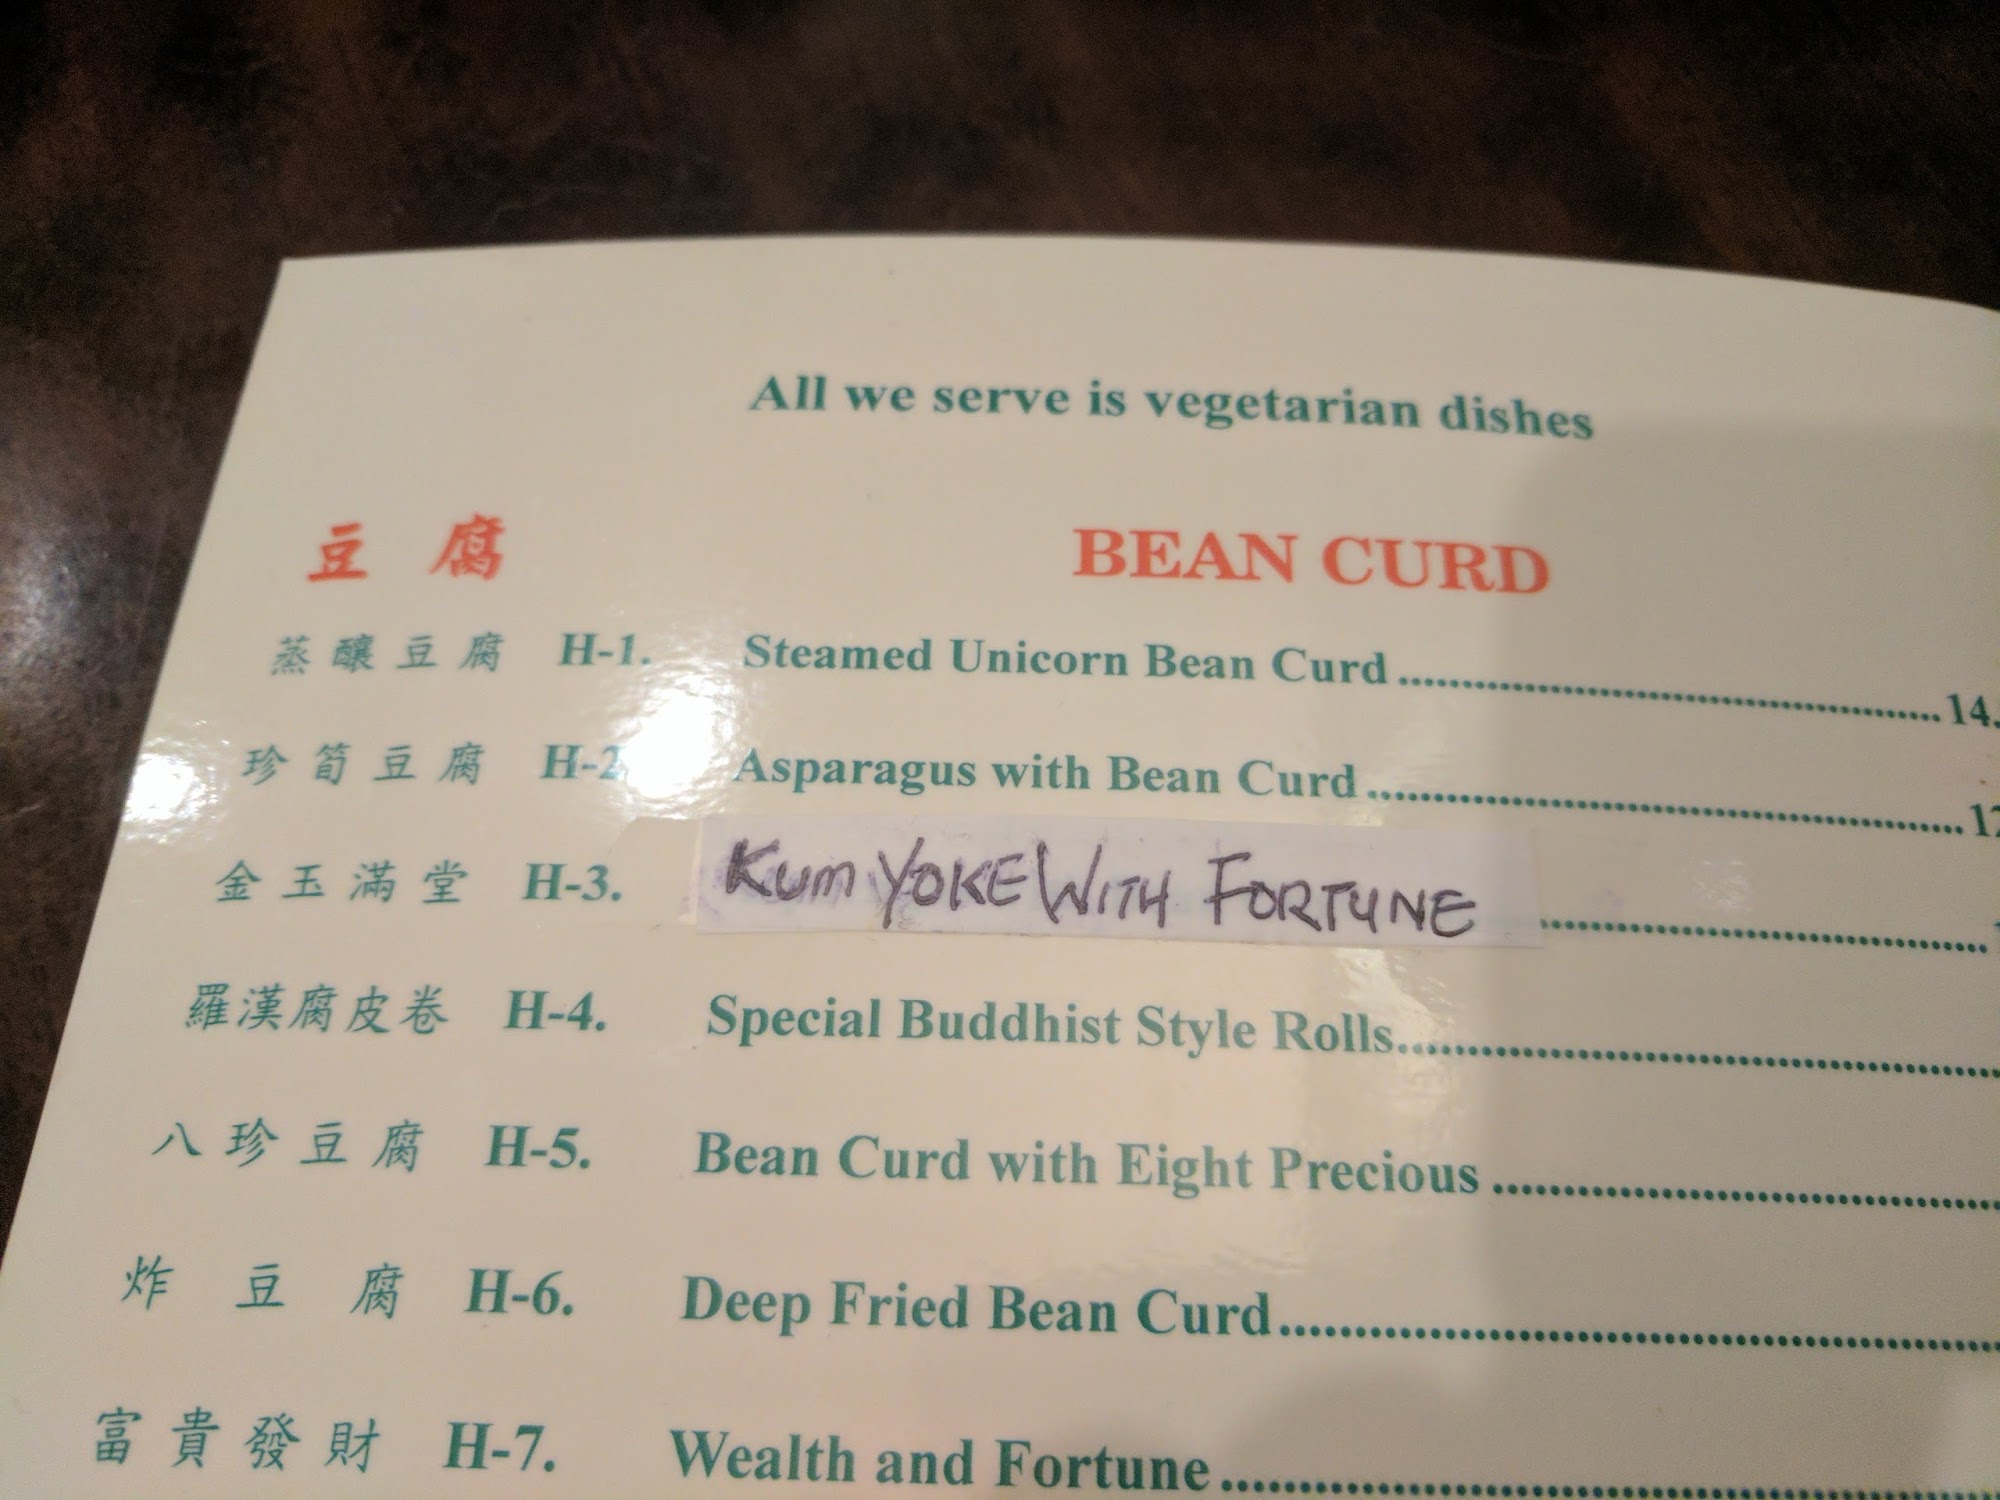 All we serve is vegetarian dishes
豆腐 BEAN CURD
蒸釀豆腐 H-1. Steamed Unicorn Bean Curd 14.
珍筍豆腐 H-2 Asparagus with Bean Curd
金玉滿堂 H-3. KUM YOKE WITH FORTUNE
羅漢腐皮卷 H-4. Special Buddhist Style Rolls
八珍豆腐 H-5. Bean Curd with Eight Precious
炸豆腐 H-6. Deep Fried Bean Curd
富貴發財 H-7. Wealth and Fortune